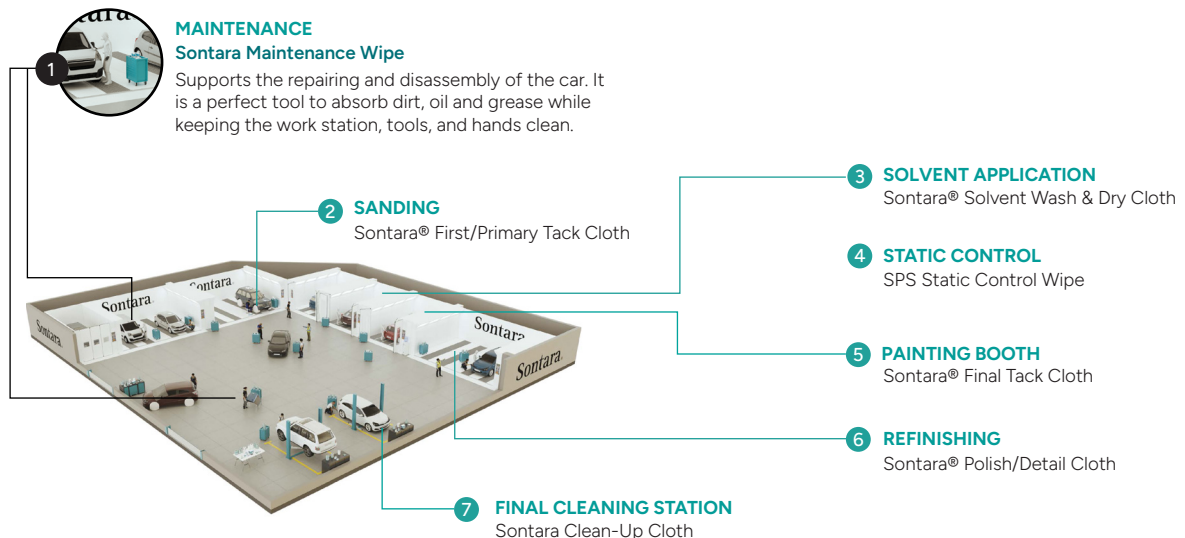 1
MAINTENANCE
Sontara Maintenance Wipe
Supports the repairing and disassembly of the car. It
is a perfect tool to absorb dirt, oil and grease while
keeping the work station, tools, and hands clean.
2 SANDING
Sontara® First/Primary Tack Cloth
3 SOLVENT APPLICATION
Sontara® Solvent Wash & Dry Cloth
4 STATIC CONTROL
SPS Static Control Wipe
5 PAINTING BOOTH
Sontara® Final Tack Cloth
6 REFINISHING
Sontara® Polish/Detail Cloth
7 FINAL CLEANING STATION
Sontara Clean-Up Cloth
Sontara
Sontara
Sontara
Sontara
Sontara